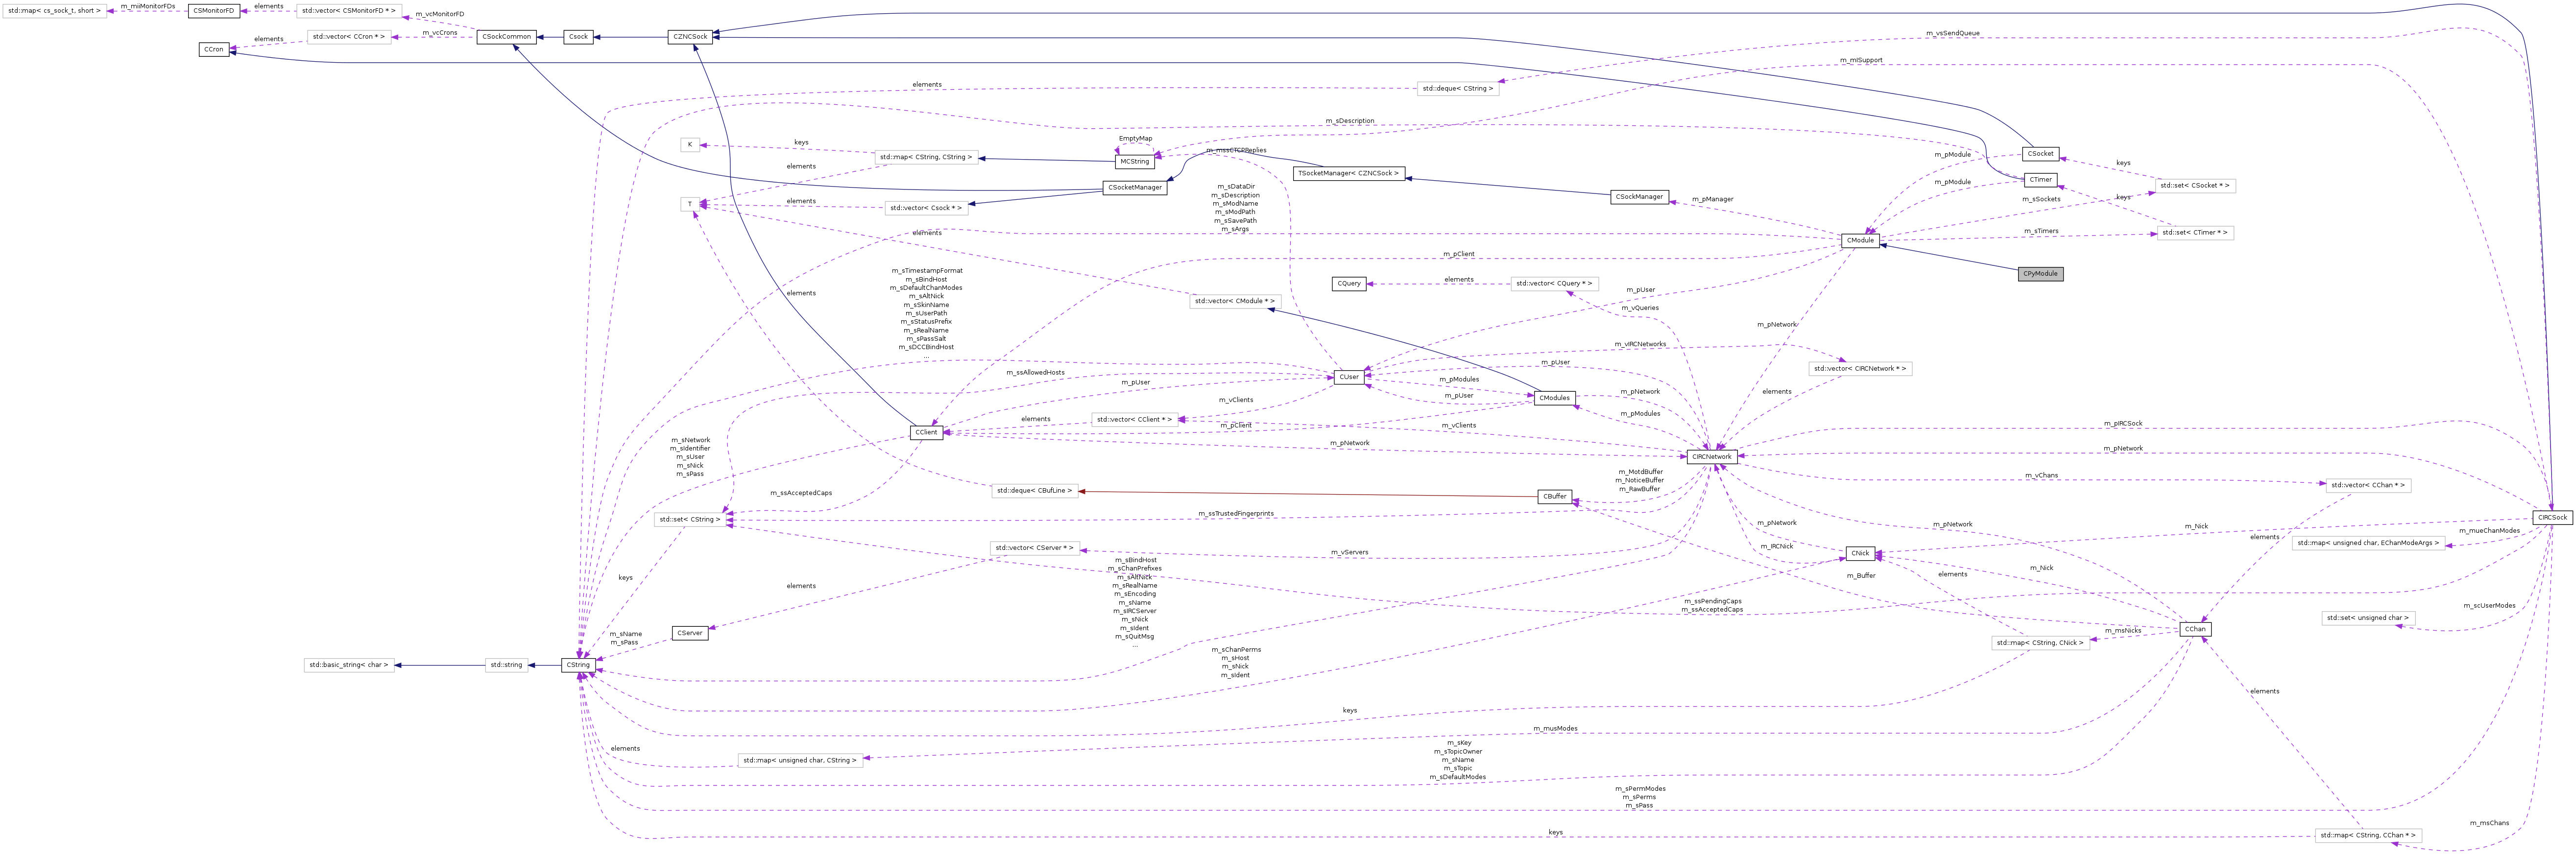 std::map< cs_sock_t, short >
m_miiMonitorFDs
CSMonitorFD
elements
std::vector< CSMonitorFD * >
m_vcMonitorFD
CCron
elements
std::vector< CCron * >
m_vcCrons
CSockCommon
Csock
CZNCSock
m_vsSendQueue
m_mISupport
elements
std::deque< CString >
m_sDescription
K
keys
std::map< CString, CString >
EmptyMap
MCString
m_mssCTCPReplies
TSocketManager< CZNCSock >
m_pModule
CSocket
keys
std::set< CSocket * >
elements
CSocketManager
m_pModule
CTimer
T
elements
std::vector< Csock * >
m_sDataDir
m_sDescription
m_sModName
m_sModPath
m_sSavePath
m_sArgs
CSockManager
m_pManager
m_sSockets
keys
elements
CModule
m_sTimers
std::set< CTimer * >
m_pClient
CPyModule
m_sTimestampFormat
m_sBindHost
m_sDefaultChanModes
m_sAltNick
m_sSkinName
m_sUserPath
m_sStatusPrefix
m_sRealName
m_sPassSalt
m_sDCCBindHost
...
elements
std::vector< CModule * >
CQuery
elements
std::vector< CQuery * >
m_pUser
m_vQueries
m_pNetwork
m_vIRCNetworks
m_ssAllowedHosts
m_pUser
CUser
m_pModules
m_pUser
m_pUser
std::vector< CIRCNetwork * >
elements
m_vClients
CModules
m_pNetwork
m_pModules
elements
std::vector< CClient * >
m_pClient
m_vClients
CClient
m_pNetwork
CIRCNetwork
m_pIRCSock
m_pNetwork
m_vChans
std::vector< CChan * >
m_sNetwork
m_sIdentifier
m_sUser
m_sNick
m_sPass
m_ssAcceptedCaps
std::deque< CBufLine >
CBuffer
m_MotdBuffer
m_NoticeBuffer
m_RawBuffer
std::set< CString >
m_ssTrustedFingerprints
m_pNetwork
m_pNetwork
m_Nick
CIRCSock
m_mueChanModes
std::map< unsigned char, EChanModeArgs >
elements
std::vector< CServer * >
m_vServers
m_IRCNick
CNick
keys
elements
m_sBindHost
m_sChanPrefixes
m_sAltNick
m_sRealName
m_sEncoding
m_sName
m_sIRCServer
m_sNick
m_sIdent
m_sQuitMsg
...
m_Buffer
elements
m_Nick
m_ssPendingCaps
m_ssAcceptedCaps
m_scUserModes
std::set< unsigned char >
CServer
m_sName
m_sPass
CChan
m_msNicks
std::map< CString, CNick >
std::basic_string< char >
std::string
CString
m_sChanPerms
m_sHost
m_sNick
m_sIdent
keys
elements
m_musModes
elements
std::map< unsigned char, CString >
m_sKey
m_sTopicOwner
m_sName
m_sTopic
m_sDefaultModes
m_sPermModes
m_sPerms
m_sPass
m_msChans
keys
std::map< CString, CChan * >